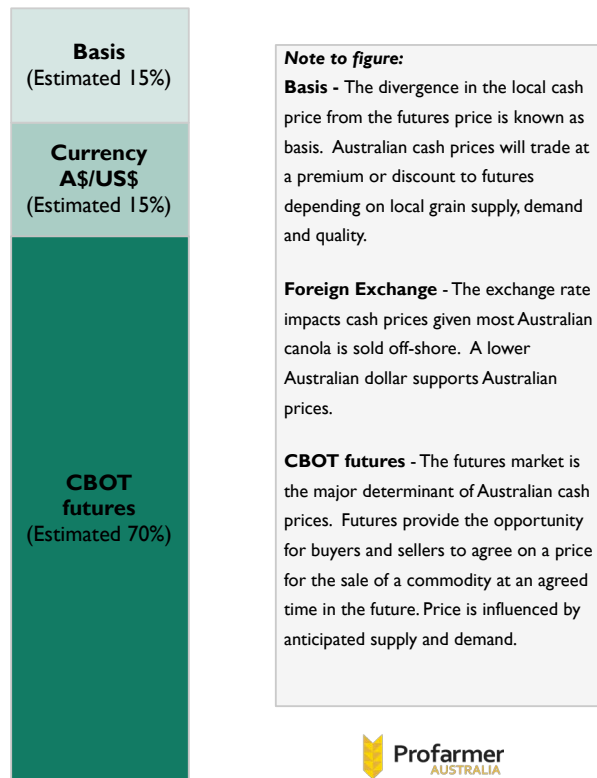 Basis
(Estimated 15%)
Currency
A$/US$
(Estimated 15%)
CBOT
futures
(Estimated 70%)
Note to figure:
Basis - The divergence in the local cash
price from the futures price is known as
basis. Australian cash prices will trade at
a premium or discount to futures
depending on local grain supply, demand
and quality.
Foreign Exchange - The exchange rate
impacts cash prices given most Australian
canola is sold off-shore. A lower
Australian dollar supports Australian
prices.
CBOT futures - The futures market is
the major determinant of Australian cash
prices. Futures provide the opportunity
for buyers and sellers to agree on a price
for the sale of a commodity at an agreed
time in the future. Price is influenced by
anticipated supply and demand.
Profarmer
AUSTRALIA